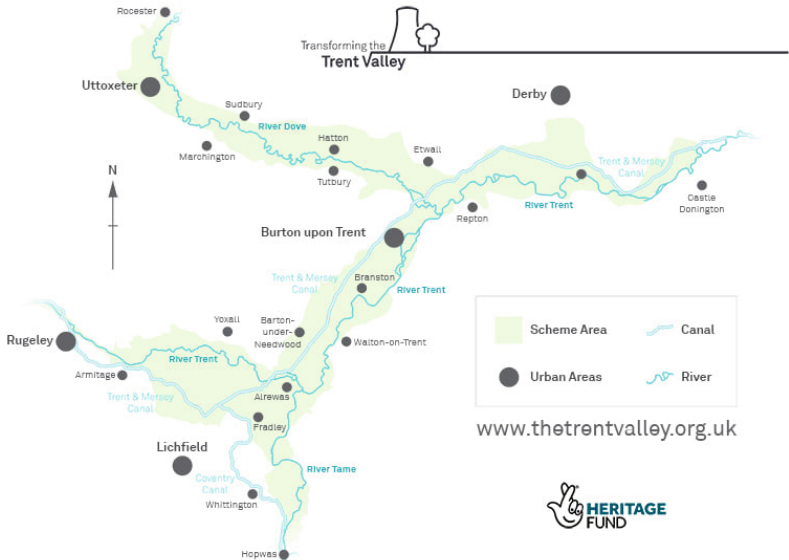 Rocester
Transforming the
Trent Valley
Uttoxeter
Derby
Sudbury
River Dove
Hatton
Marchington
Etwall
Trent & Mersey
Canal
Tutbury
N
Castle
Donington
River Trent
Repton
Burton upon Trent
Trent & Mersey
Canal
Branston
River Trent
Yoxall
Barton-
under-
Needwood
Scheme Area
Canal
Rugeley
Walton-on-Trent
River Trent
Armitage
Urban Areas
River
Trent & Mersey
Canal
Alrewas
Fradley
www.thetrentvalley.org.uk
Lichfield
River Tame
Coventry
Canal
Whittington
HERITAGE
FUND
Hopwas